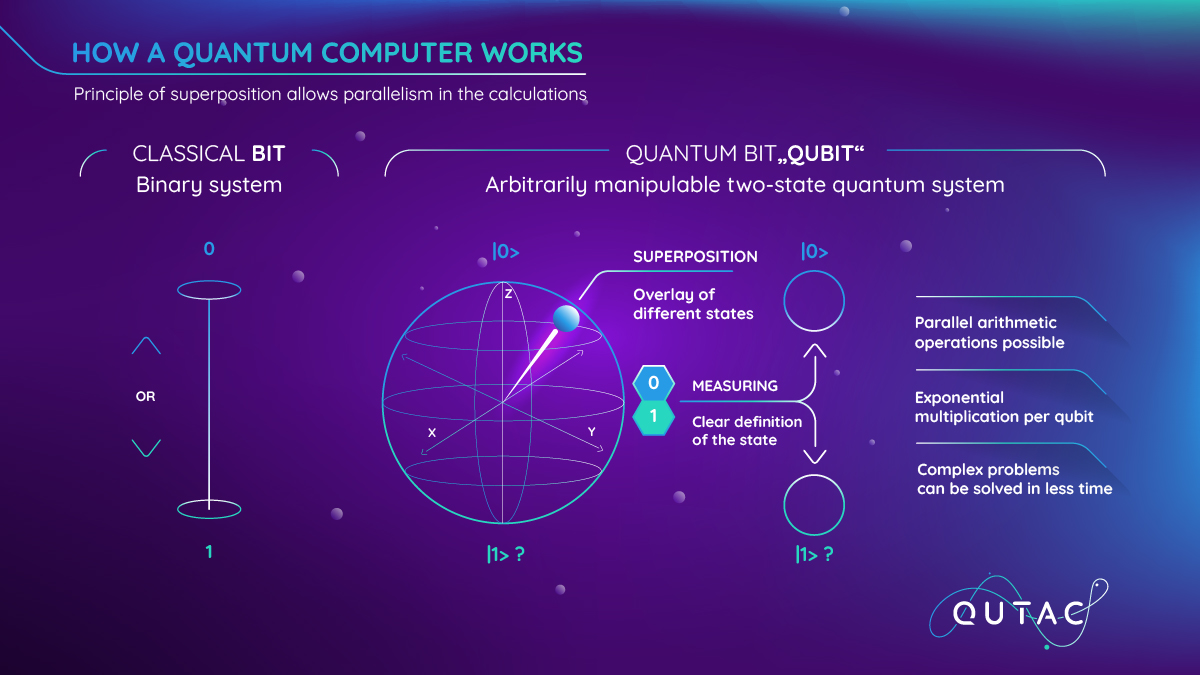 HOW A QUANTUM COMPUTER WORKS
Principle of superposition allows parallelism in the calculations
CLASSICAL BIT
Binary system
0
OR
1
QUANTUM BIT„QUBIT“
Arbitrarily manipulable two-state quantum system
|0>
Z
X
Y
|1> ?
SUPERPOSITION
Overlay of
different states
0
1
MEASURING
Clear definition
of the state
|0>
|1> ?
Parallel arithmetic
operations possible
Exponential
multiplication per qubit
Complex problems
can be solved in less time
QUTAC